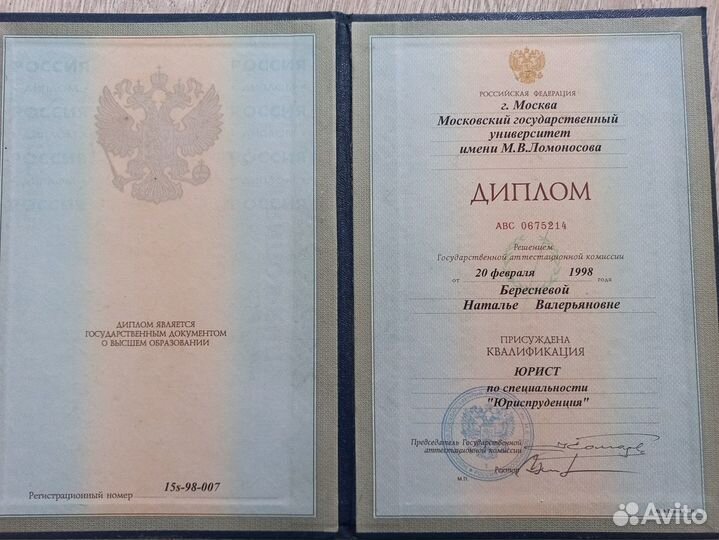 РОССИЯ
РОССИЯ
ДИПЛОМ ЯВЛЯЕТСЯ
ГОСУДАРСТВЕННЫМ ДОКУМЕНТОМ
О ВЫСШЕМ ОБРАЗОВАНИИ
Регистрационный номер 15s-98-007
РОССИЙСКАЯ ФЕДЕРАЦИЯ
г. Москва
Московский государственный
университет
имени М.В.Ломоносова
ДИПЛОМ
АВС 0675214
Решением
Государственной аттестационной комиссии
от 20 февраля 1998 года
Бересневой
Наталье Валерьяновне
ПРИСУЖДЕНА
КВАЛИФИКАЦИЯ
ЮРИСТ
по специальности
"Юриспруденция"
Председатель Государственной
аттестационной комиссии
Ректор
М.П.
Avito